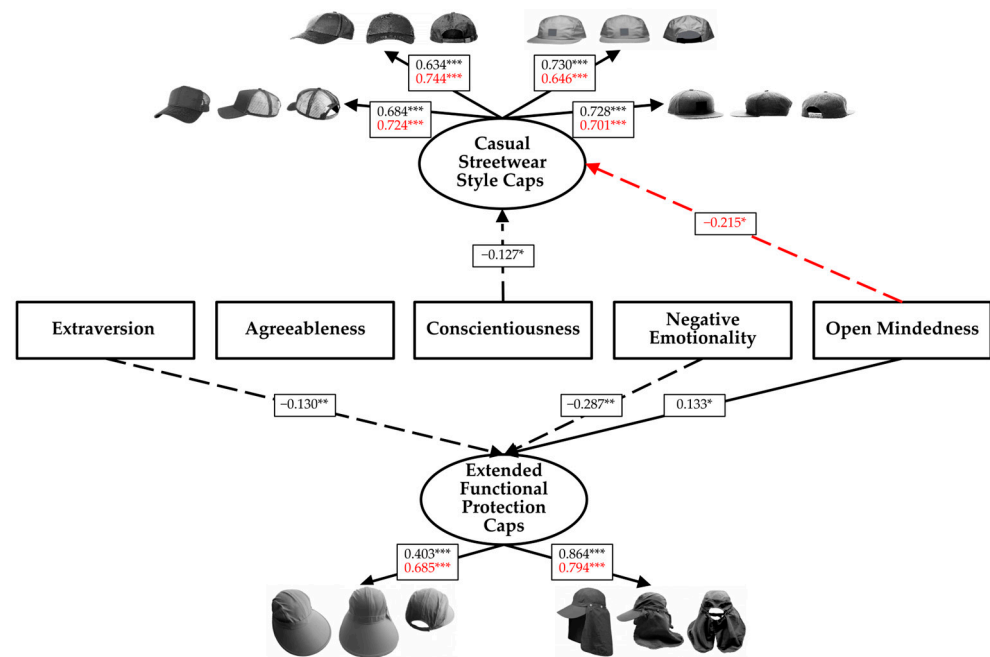 0.634***
0.744***
0.730***
0.646***
0.684***
0.724***
0.728***
0.701***
Casual
Streetwear
Style Caps
−0.215*
−0.127*
Extraversion
Agreeableness
Conscientiousness
Negative
Emotionality
Open Mindedness
−0.130**
−0.287**
0.133*
Extended
Functional
Protection
Caps
0.403***
0.685***
0.864***
0.794***